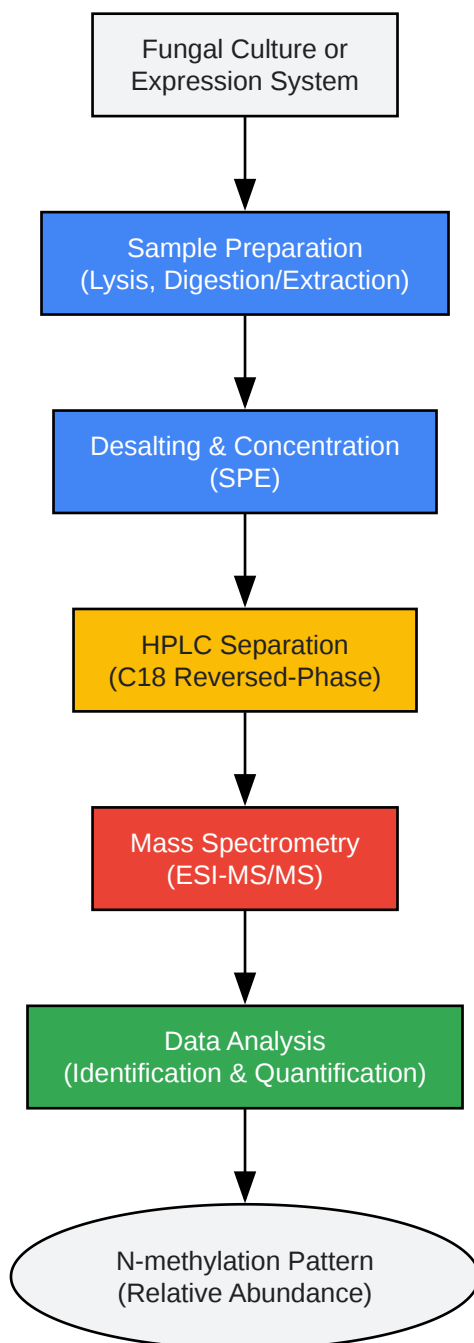 Fungal Culture or
Expression System
Sample Preparation
(Lysis, Digestion/Extraction)
Desalting & Concentration
(SPE)
HPLC Separation
(C18 Reversed-Phase)
Mass Spectrometry
(ESI-MS/MS)
Data Analysis
(Identification & Quantification)
N-methylation Pattern
(Relative Abundance)